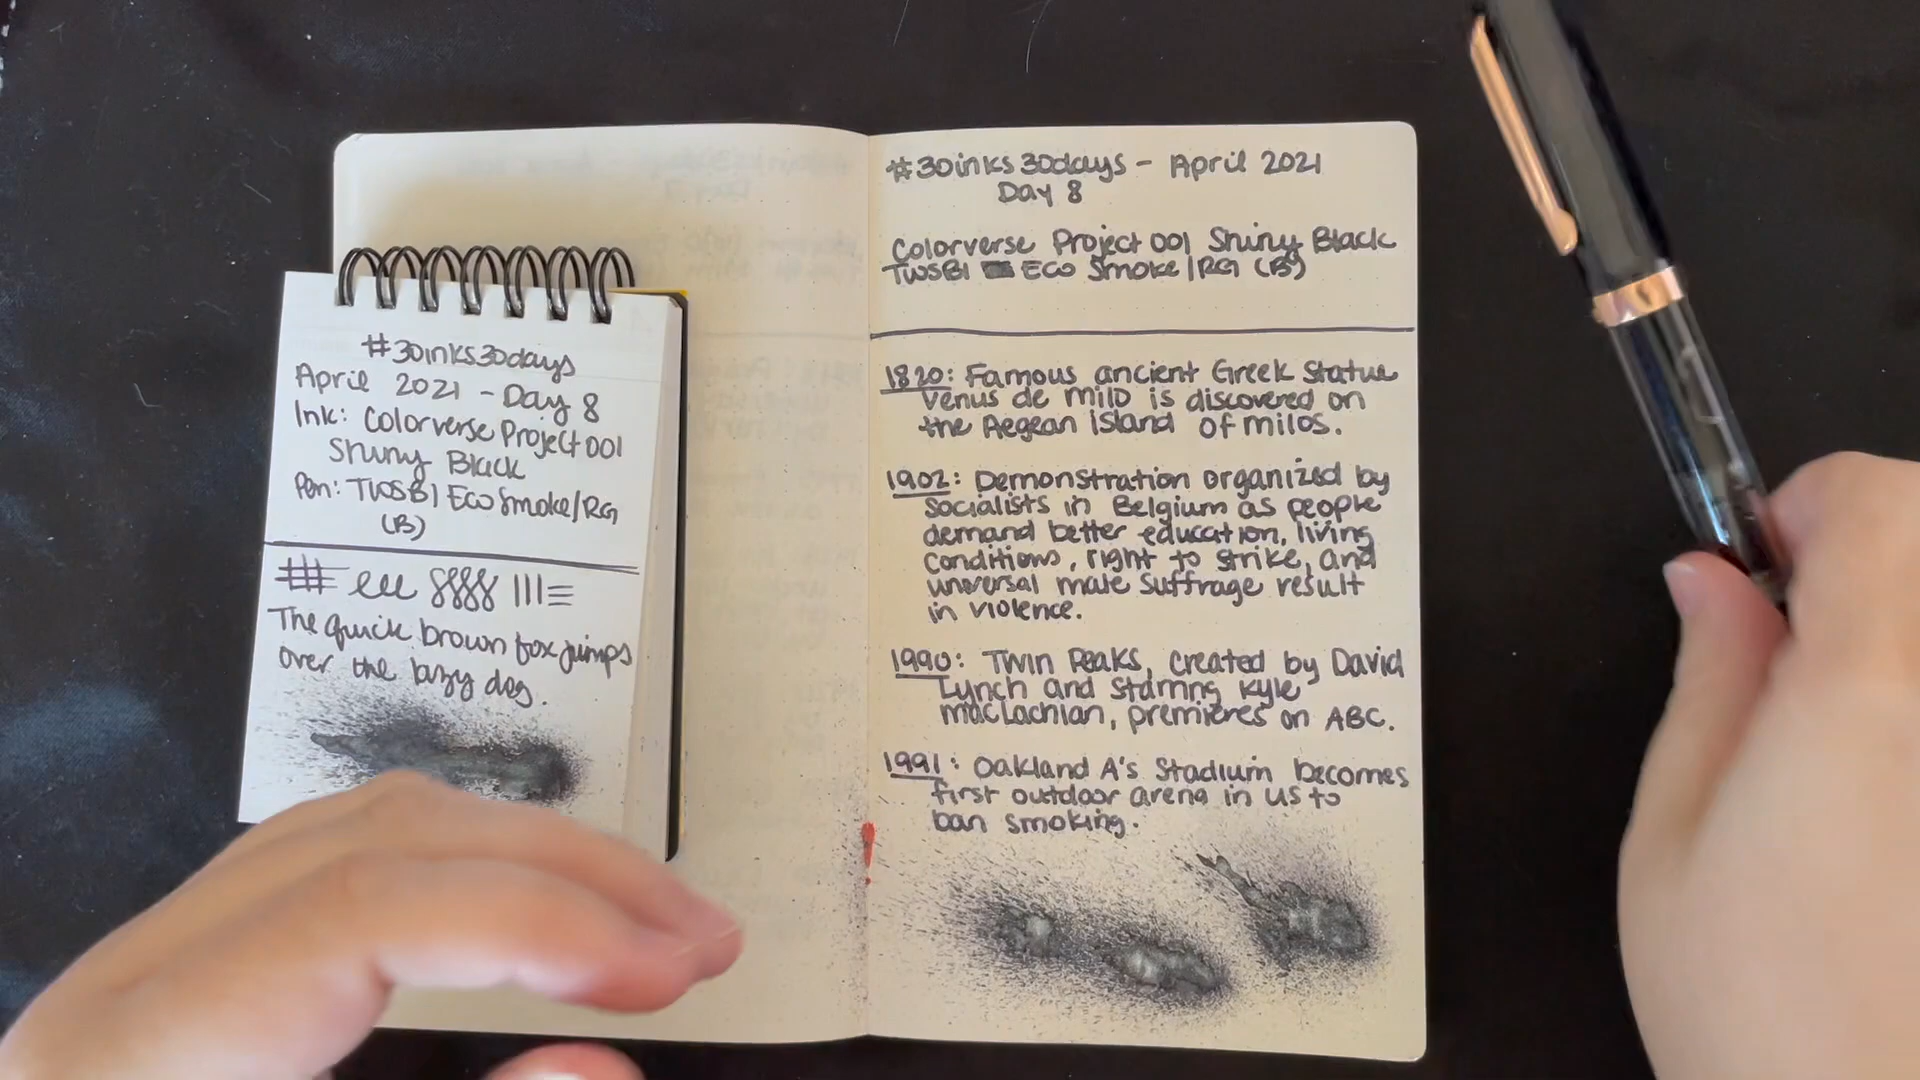 #30inks30days
April 2021 - Day 8
Ink: Colorverse Project 001
Shiny Black
Pen: TWSBI Eco Smoke/RG
(B)
The quick brown fox jumps
over the lazy dog.
#30inks30days - April 2021
Day 8
Colorverse Project 001 Shiny Black
TWSBI Eco Smoke/RG (B)
1820: Famous ancient Greek statue
Venus de Milo is discovered on
the Aegean island of Milos.
1902: Demonstration organized by
socialists in Belgium as people
demand better education, living
conditions, right to strike, and
universal male suffrage result
in violence.
1990: Twin Peaks, created by David
Lynch and starring Kyle
MacLachlan, premieres on ABC.
1991: Oakland A's Stadium becomes
first outdoor arena in US to
ban smoking.